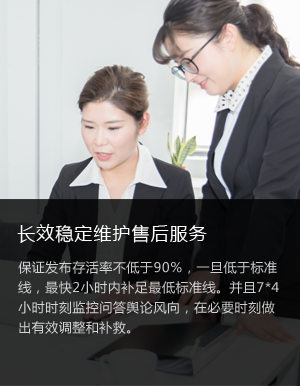 长效稳定维护售后服务
保证发布存活率不低于90%，一旦低于标准
线，最快2小时内补足最低标准线。并且7*4
小时时刻监控问答舆论风向，在必要时刻做
出有效调整和补救。